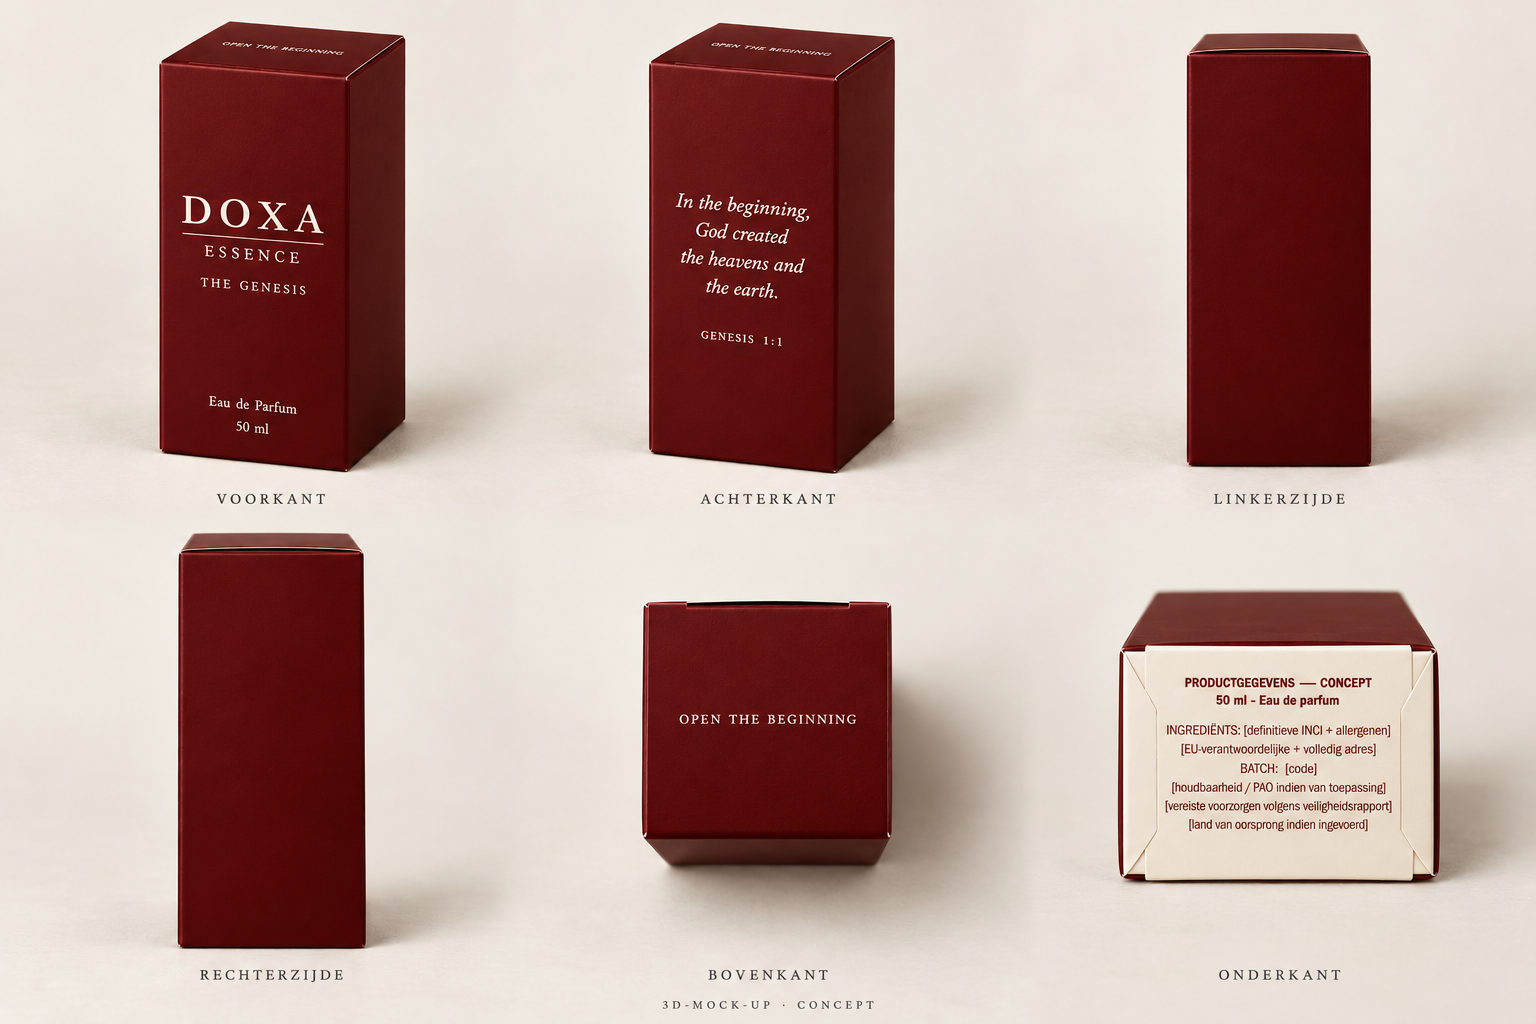 OPEN THE BEGINNING
DOXA
ESSENCE
THE GENESIS
Eau de Parfum
50 ml
VOORKANT
OPEN THE BEGINNING
In the beginning,
God created
the heavens and
the earth.
GENESIS 1:1
ACHTERKANT
LINKERZIJDE
RECHTERZIJDE
OPEN THE BEGINNING
BOVENKANT
3D-MOCK-UP · CONCEPT
PRODUCTGEGEVENS — CONCEPT
50 ml - Eau de parfum
INGREDIËNTS: [definitieve INCI + allergenen]
[EU-verantwoordelijke + volledig adres]
BATCH: [code]
[houdbaarheid / PAO indien van toepassing]
[vereiste voorzorgen volgens veiligheidsrapport]
[land van oorsprong indien ingevoerd]
ONDERKANT